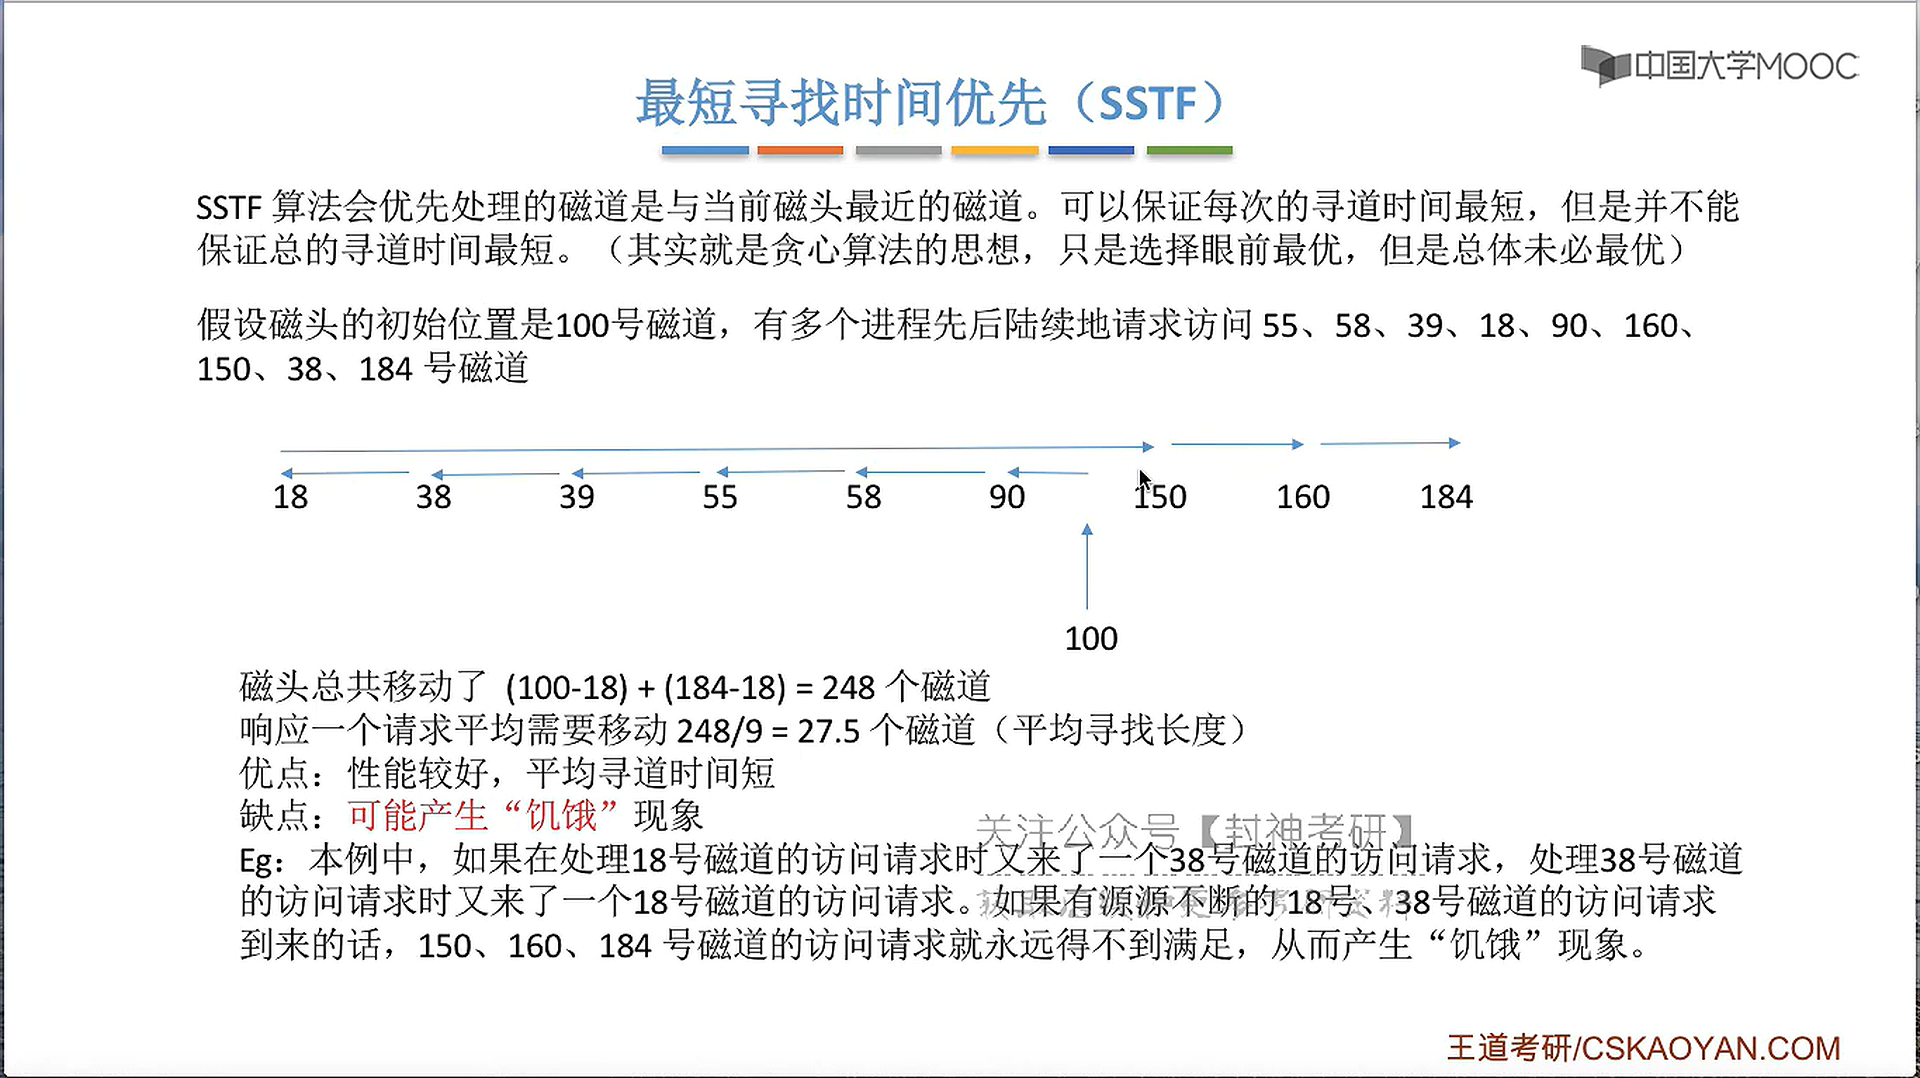 中国大学MOOC
最短寻找时间优先（SSTF）
SSTF 算法会优先处理的磁道是与当前磁头最近的磁道。可以保证每次的寻道时间最短，但是并不能
保证总的寻道时间最短。（其实就是贪心算法的思想，只是选择眼前最优，但是总体未必最优）
假设磁头的初始位置是100号磁道，有多个进程先后陆续地请求访问 55、58、39、18、90、160、
150、38、184 号磁道
18 38 39 55 58 90 150 160 184
100
磁头总共移动了 (100-18) + (184-18) = 248 个磁道
响应一个请求平均需要移动 248/9 = 27.5 个磁道（平均寻找长度）
优点：性能较好，平均寻道时间短
缺点：可能产生“饥饿”现象
关注公众号【封神考研】
Eg：本例中，如果在处理18号磁道的访问请求时又来了一个38号磁道的访问请求，处理38号磁道
的访问请求时又来了一个18号磁道的访问请求。如果有源源不断的 18号、38号磁道的访问请求
到来的话，150、160、184 号磁道的访问请求就永远得不到满足，从而产生“饥饿”现象。
王道考研/CSKAOYAN.COM